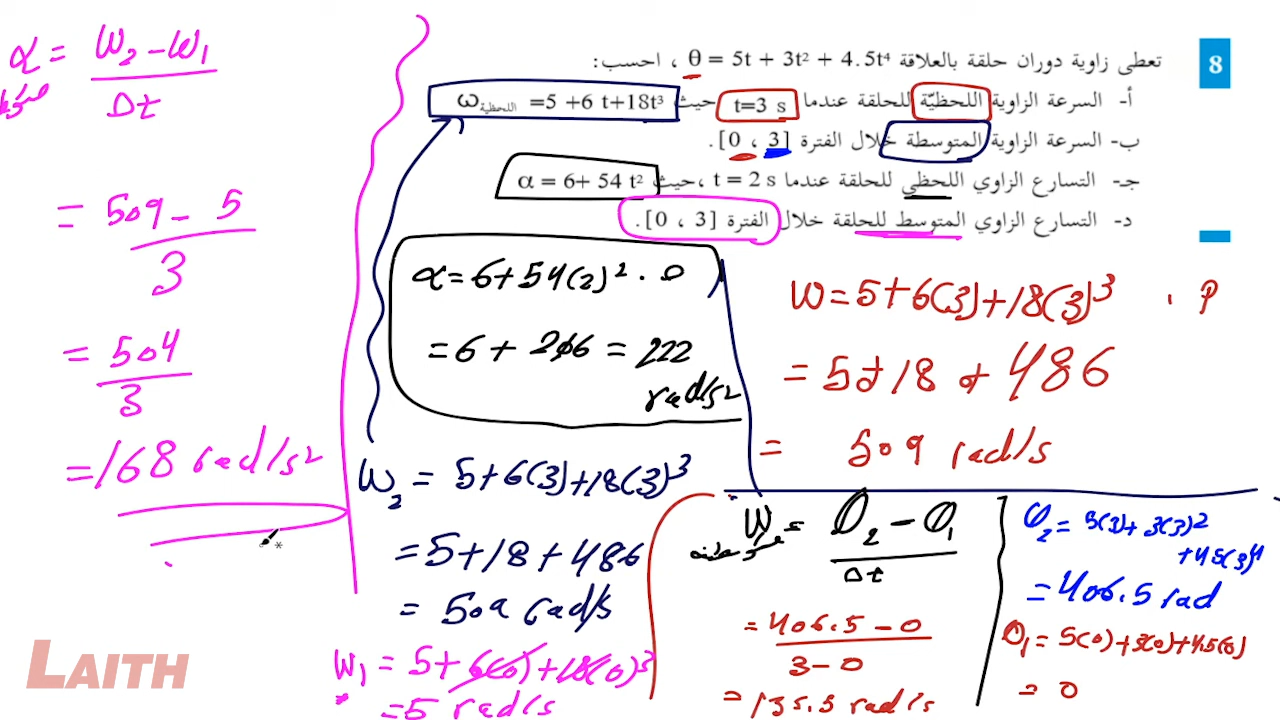 8
تعطى زاوية دوران حلقة بالعلاقة θ = 5t + 3t² + 4.5t⁴ ، احسب:
أ- السرعة الزاوية اللحظيّة للحلقة عندما t=3 s حيث ω اللحظية =5 +6 t+18t³
ب- السرعة الزاوية المتوسطة خلال الفترة [3 ، 0].
جـ- التسارع الزاوي اللحظي للحلقة عندما t = 2 s ،حيث α = 6+ 54 t²
د- التسارع الزاوي المتوسط للحلقة خلال الفترة [3 ، 0].
W = 5+6(3)+18(3)³ . P
= 5+18+486
= 509 rad/s
α = 6+54(2)² . ه
= 6 + 216 = 222
rad/s²
W₂ = 5+6(3)+18(3)³
= 5+18+486
= 509 rad/s
W₁ = 5+6(0)+18(0)³
= 5 rad/s
W = θ₂ – θ₁
Δt
= 406.5 – 0
3 – 0
= 135.5 rad/s
θ₂ = 5(3)+3(3)²
+4.5(3)⁴
= 406.5 rad
θ₁ = 5(0)+3(0)+4.5(0)
= 0
α = W₂ – W₁
Δt
= 509 – 5
3
= 504
3
= 168 rad/s²
LAITH